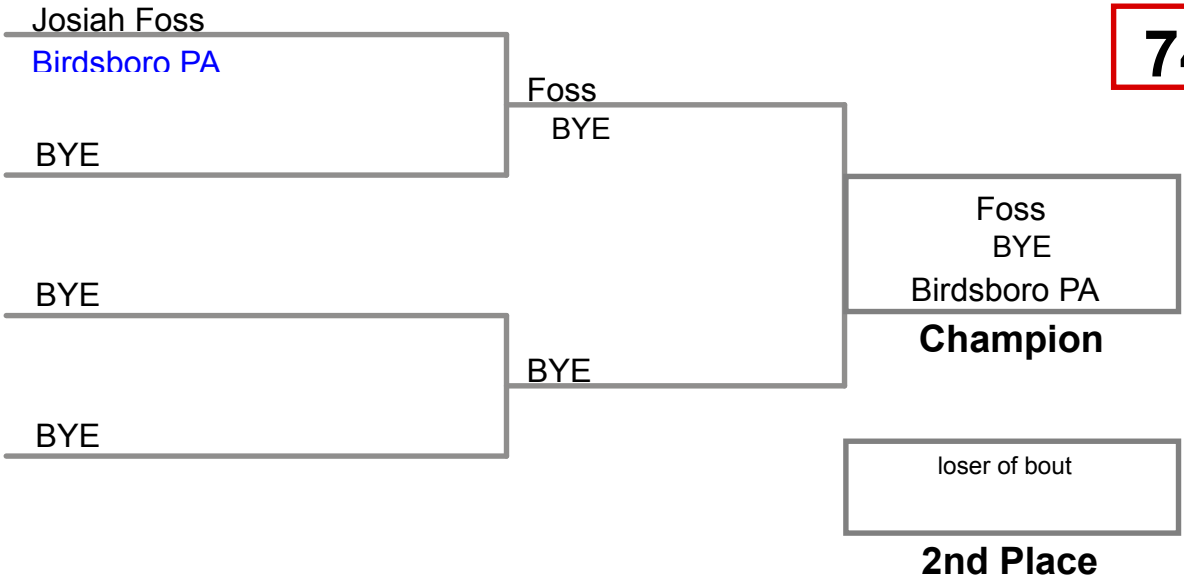 Josiah Foss
Birdsboro PA
BYE
BYE
BYE
Foss
BYE
BYE
Foss
BYE
Birdsboro PA
Champion
loser of bout
2nd Place